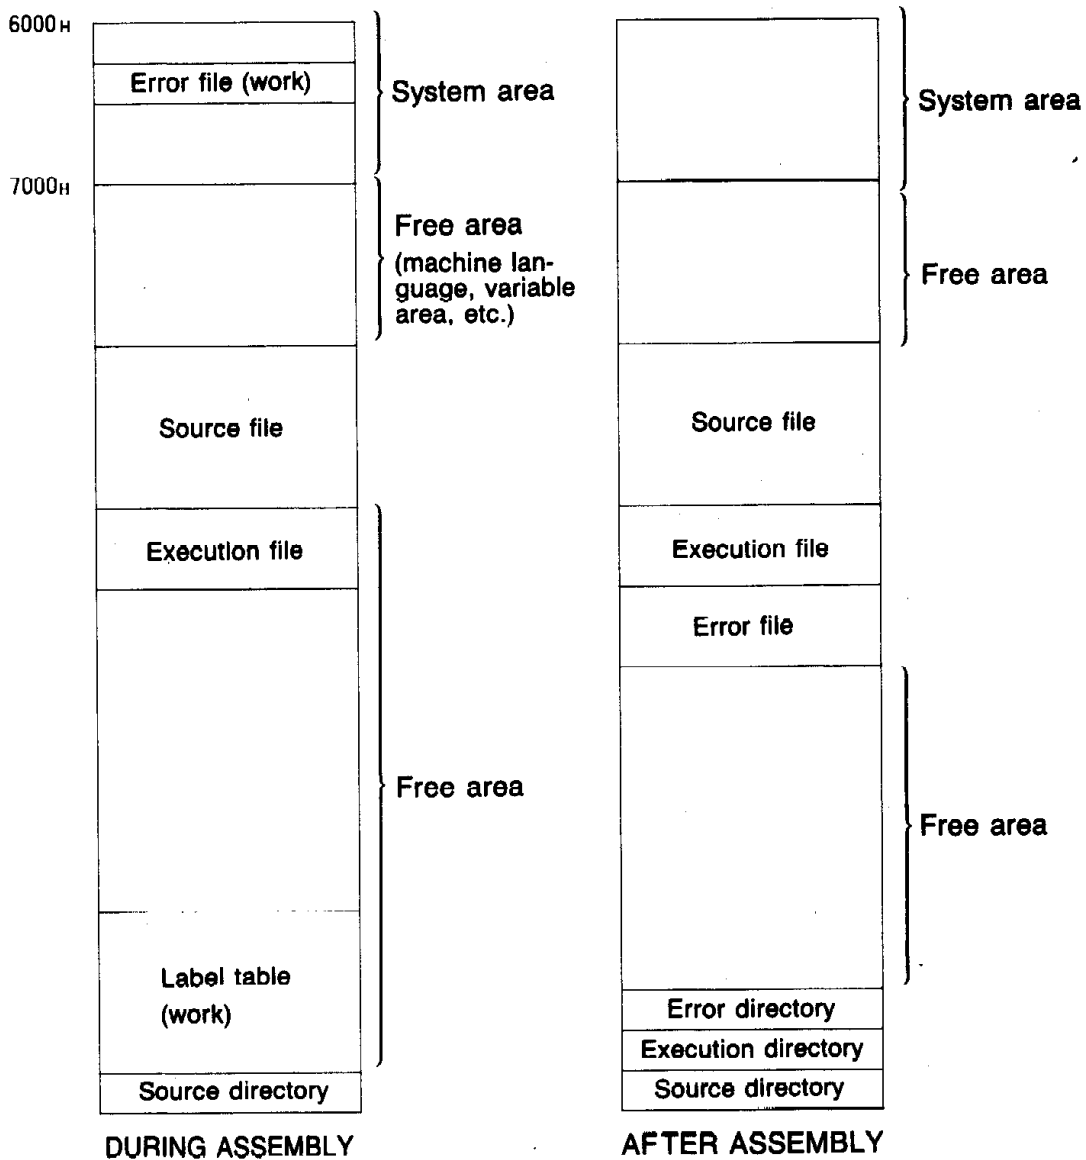 6000H
Error file (work)
System area
7000H
Free area
(machine lan-
guage, variable
area, etc.)
Source file
Execution file
Free area
Label table
(work)
Source directory
DURING ASSEMBLY
System area
Free area
Source file
Execution file
Error file
Free area
Error directory
Execution directory
Source directory
AFTER ASSEMBLY